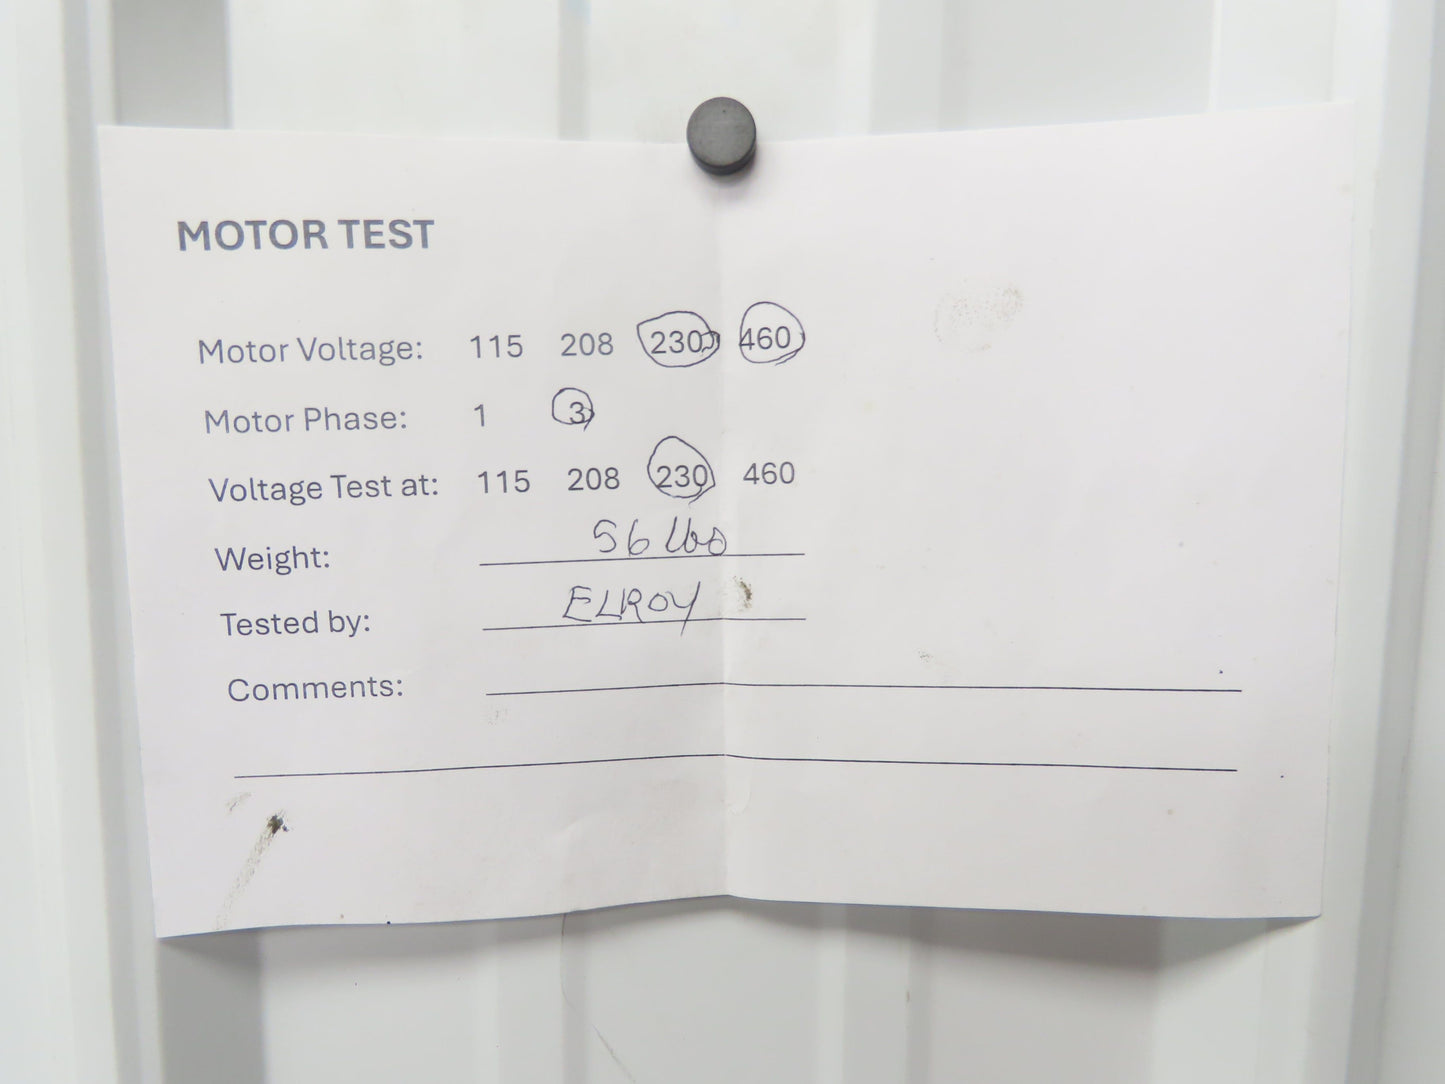 MOTOR TEST
Motor Voltage: 115 208 230 460
Motor Phase: 1 3
Voltage Test at: 115 208 230 460
Weight: 56 lbs
Tested by: ELROY
Comments: